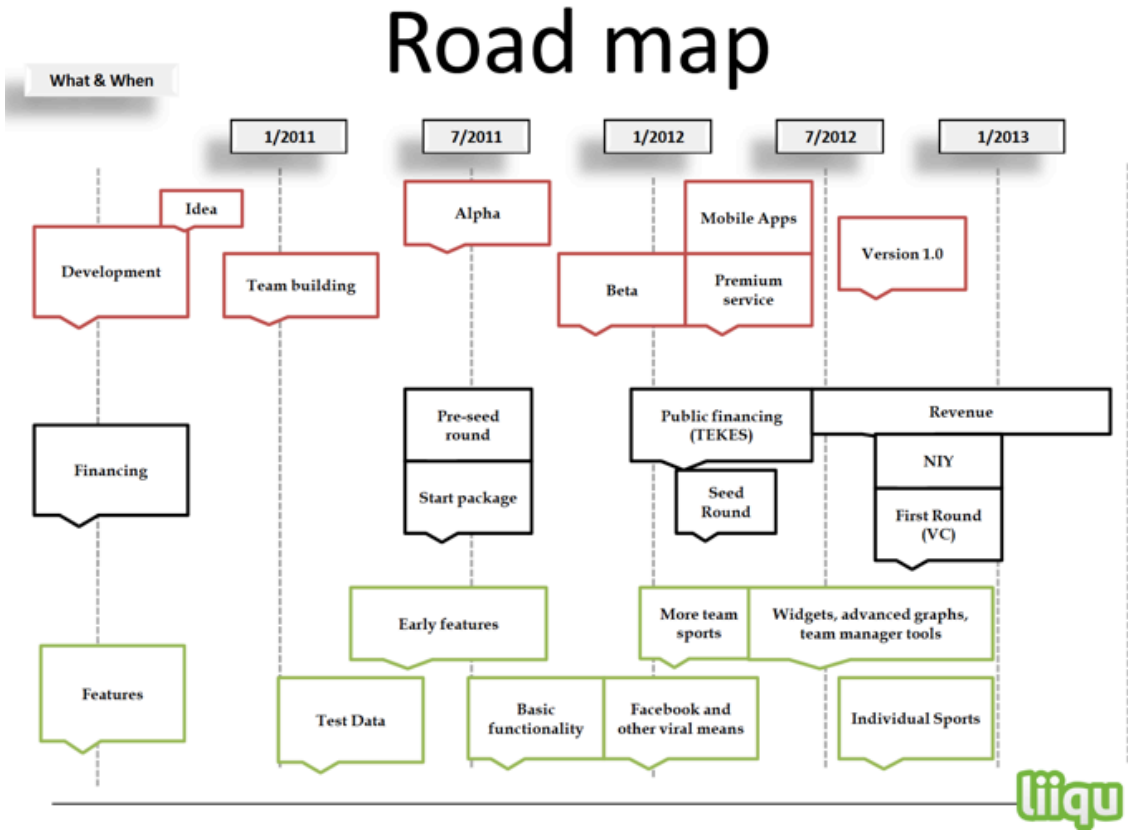 Road map
What & When
1/2011
7/2011
1/2012
7/2012
1/2013
Idea
Development
Team building
Alpha
Beta
Mobile Apps
Premium
service
Version 1.0
Financing
Pre-seed
round
Start package
Public financing
(TEKES)
Seed
Round
Revenue
NIY
First Round
(VC)
Features
Early features
Test Data
Basic
functionality
More team
sports
Facebook and
other viral means
Widgets, advanced graphs,
team manager tools
Individual Sports
liiqu